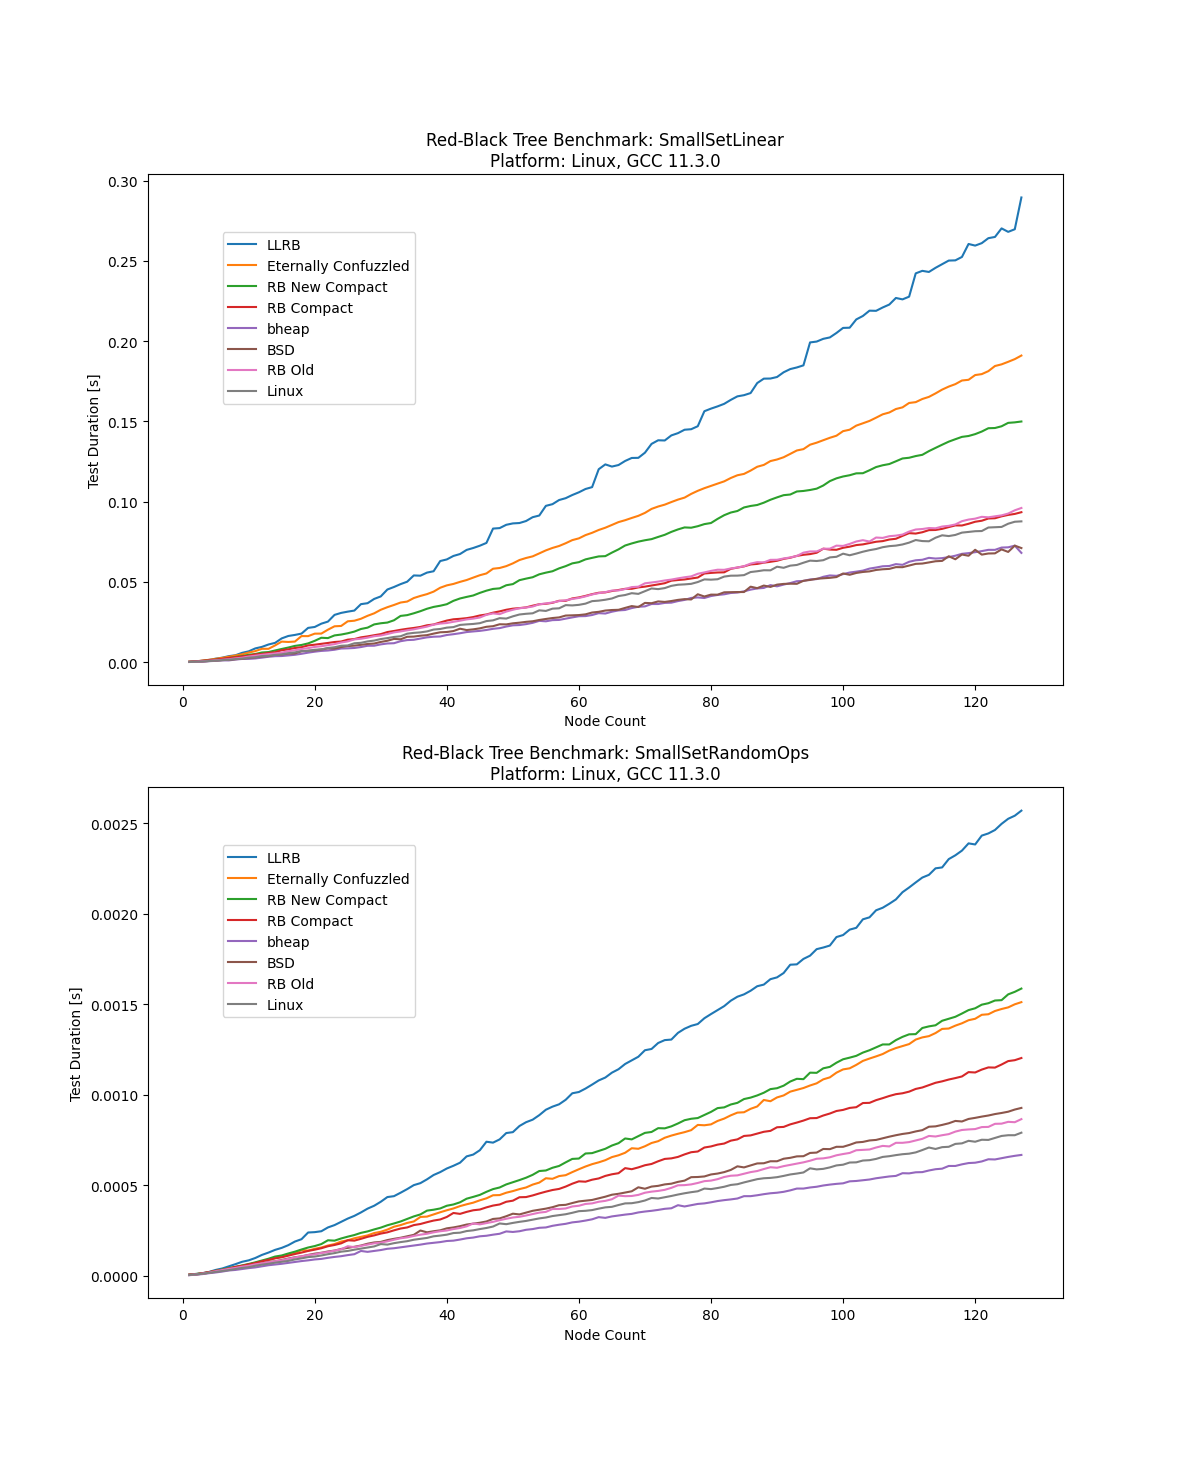 Red-Black Tree Benchmark: SmallSetLinear
Platform: Linux, GCC 11.3.0
0.30
0.25
0.20
0.15
0.10
0.05
0.00
Test Duration [s]
LLRB
Eternally Confuzzled
RB New Compact
RB Compact
bheap
BSD
RB Old
Linux
0 20 40 60 80 100 120
Node Count
Red-Black Tree Benchmark: SmallSetRandomOps
Platform: Linux, GCC 11.3.0
0.0025
0.0020
0.0015
0.0010
0.0005
0.0000
Test Duration [s]
LLRB
Eternally Confuzzled
RB New Compact
RB Compact
bheap
BSD
RB Old
Linux
0 20 40 60 80 100 120
Node Count